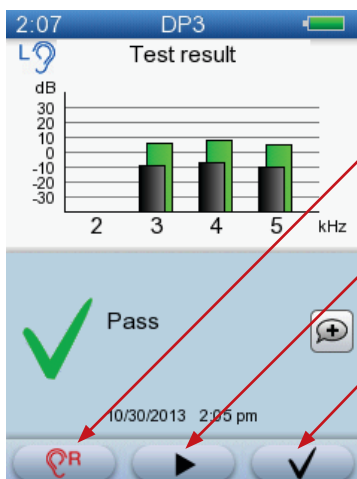 2:07 DP3
L Test result
dB
30
20
10
0
-10
-20
-30
2 3 4 5 kHz
Pass
10/30/2013 2:05 pm
R